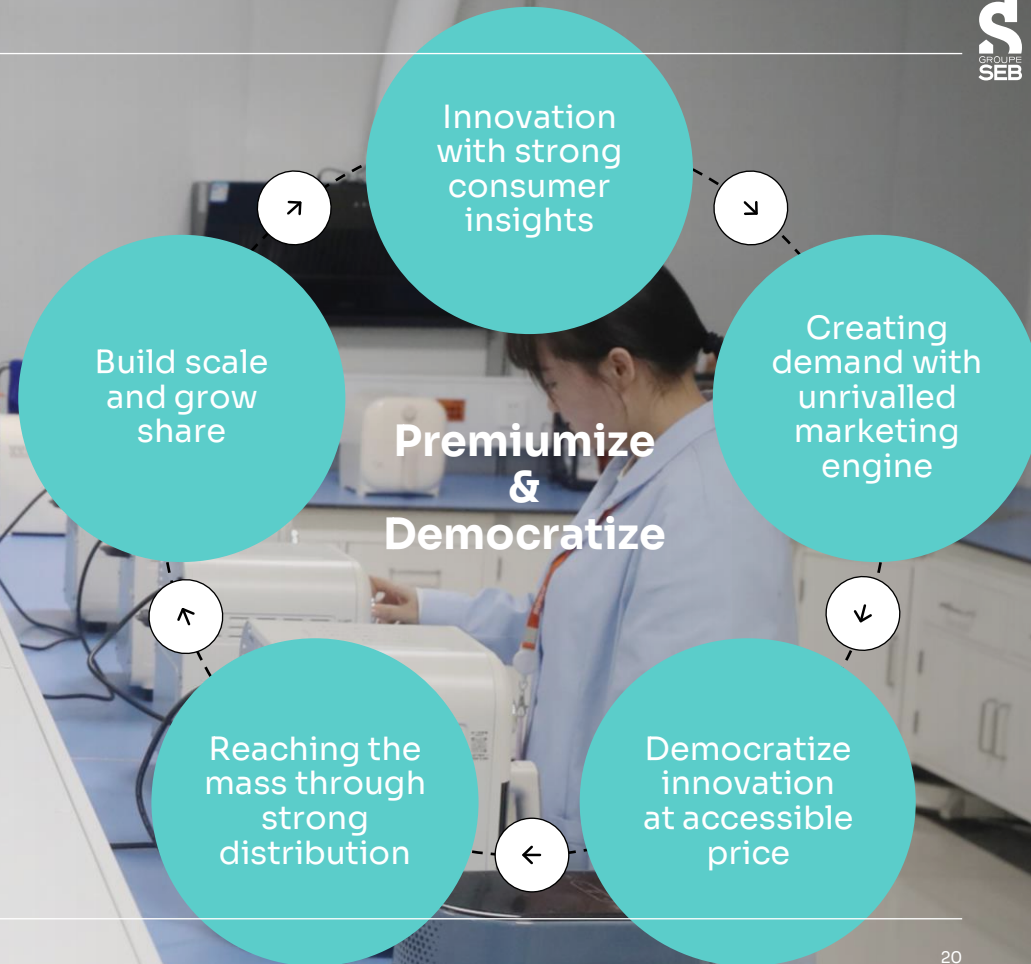 GROUPE
SEB
Innovation
with strong
consumer
insights
Creating
demand with
unrivalled
marketing
engine
Democratize
innovation
at accessible
price
Reaching the
mass through
strong
distribution
Build scale
and grow
share
Premiumize
&
Democratize
20